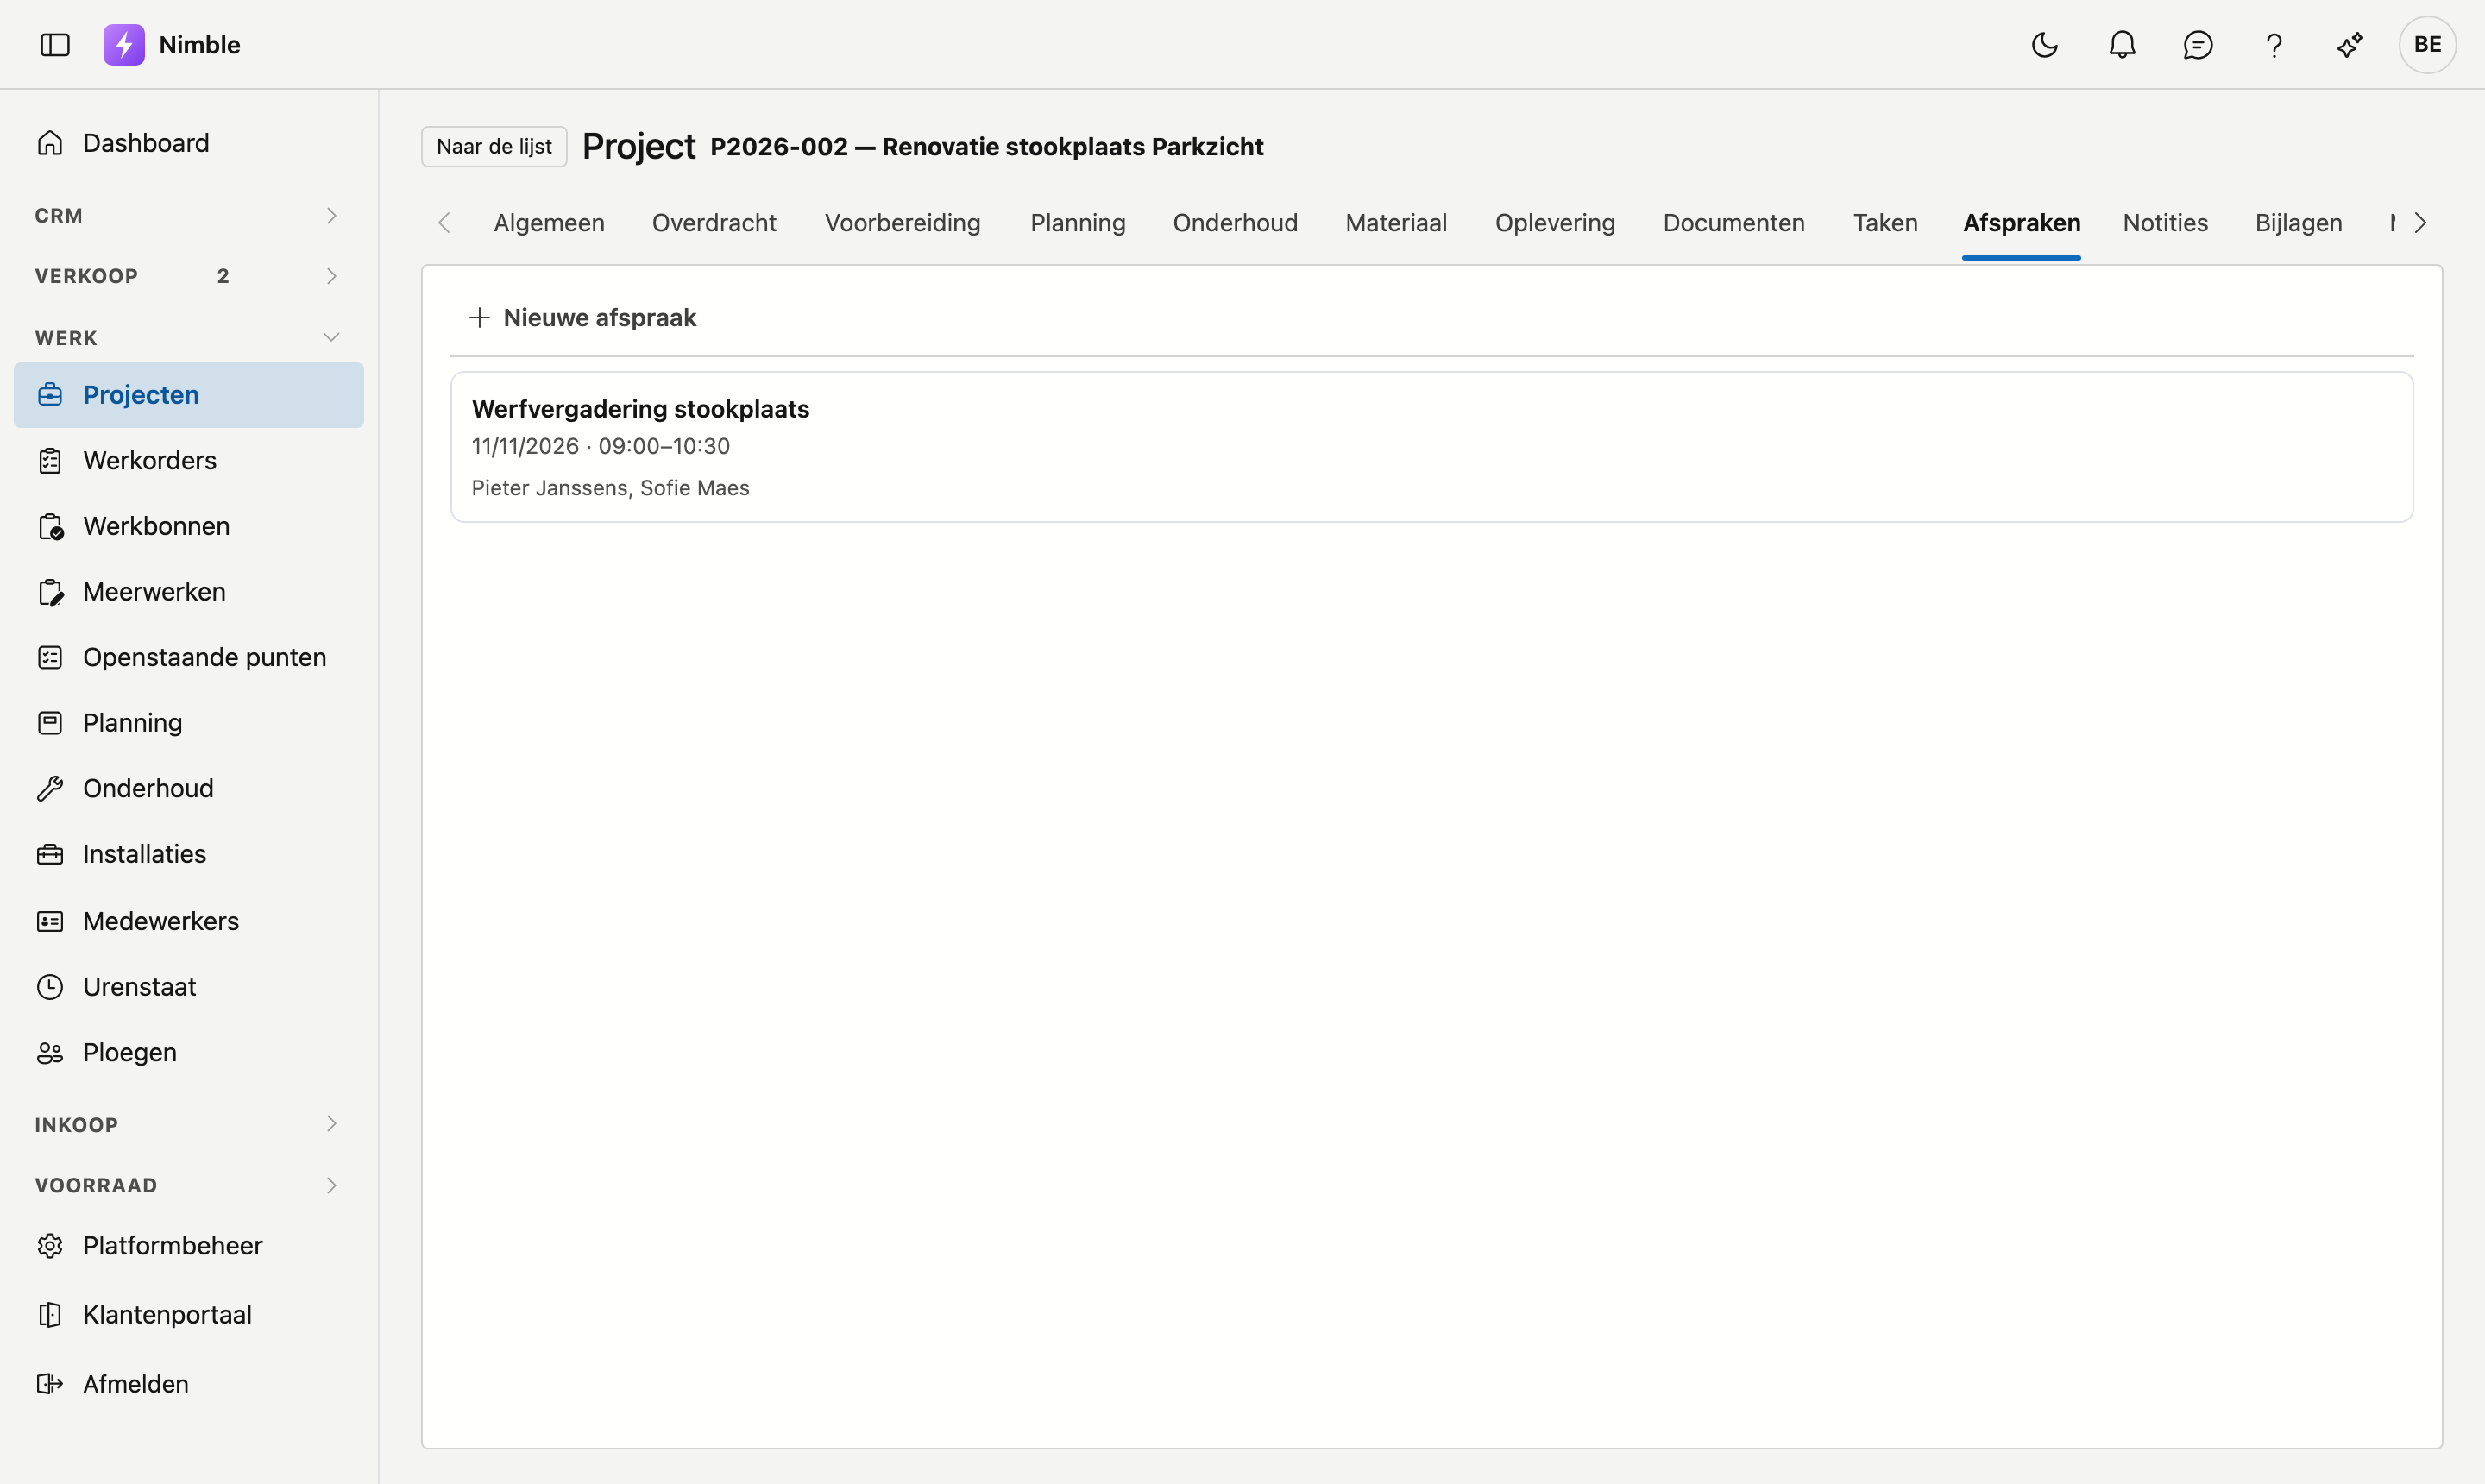 Nimble
BE
Dashboard
CRM
VERKOOP 2
WERK
Projecten
Werkorders
Werkbonnen
Meerwerken
Openstaande punten
Planning
Onderhoud
Installaties
Medewerkers
Urenstaat
Ploegen
INKOOP
VOORRAAD
Platformbeheer
Klantenportaal
Afmelden
Naar de lijst Project P2026-002 — Renovatie stookplaats Parkzicht
Algemeen Overdracht Voorbereiding Planning Onderhoud Materiaal Oplevering Documenten Taken Afspraken Notities Bijlagen
Nieuwe afspraak
Werfvergadering stookplaats
11/11/2026 · 09:00–10:30
Pieter Janssens, Sofie Maes